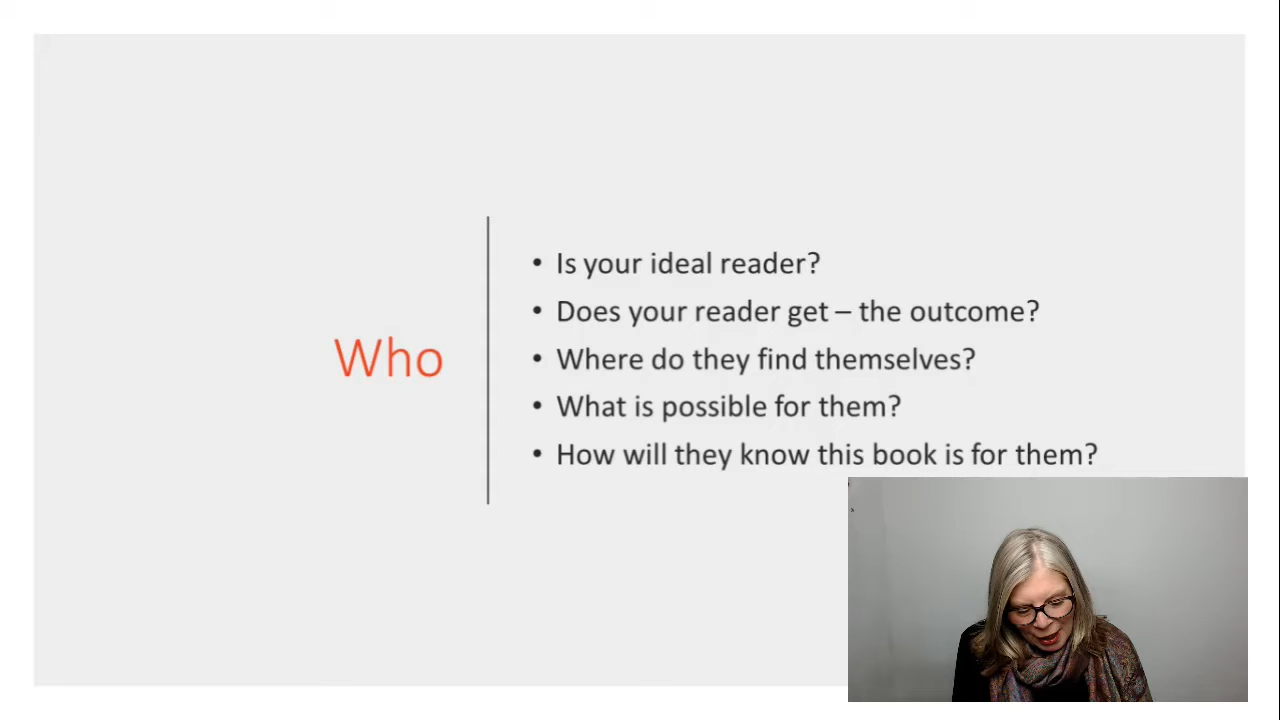 Who
• Is your ideal reader?
• Does your reader get – the outcome?
• Where do they find themselves?
• What is possible for them?
• How will they know this book is for them?